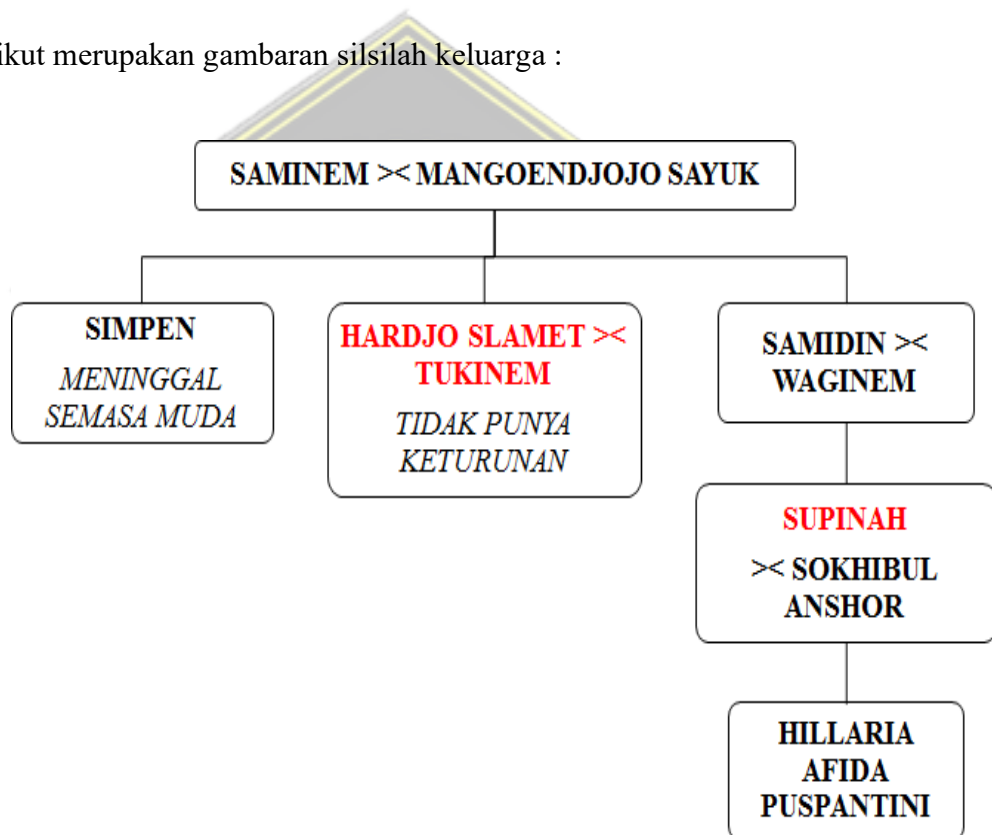 ikut merupakan gambaran silsilah keluarga :
SAMINEM >< MANGOENDJOJO SAYUK
SIMPEN
MENINGGAL
SEMASA MUDA
HARDJO SLAMET ><
TUKINEM
TIDAK PUNYA
KETURUNAN
SAMIDIN ><
WAGINEM
SUPINAH
>< SOKHIBUL
ANSHOR
HILLARIA
AFIDA
PUSPANTINI